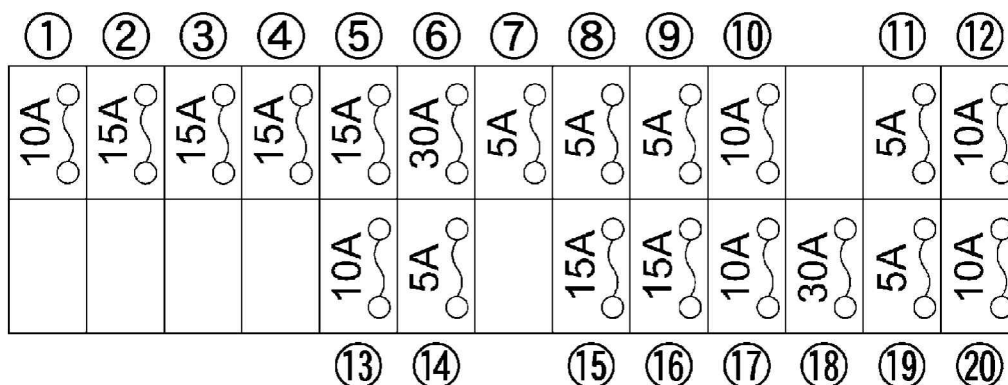 ① ② ③ ④ ⑤ ⑥ ⑦ ⑧ ⑨ ⑩ ⑪ ⑫
10A 15A 15A 15A 15A 30A 5A 5A 5A 10A 5A 10A
10A 5A 15A 15A 10A 30A 5A 10A
⑬ ⑭ ⑮ ⑯ ⑰ ⑱ ⑲ ⑳